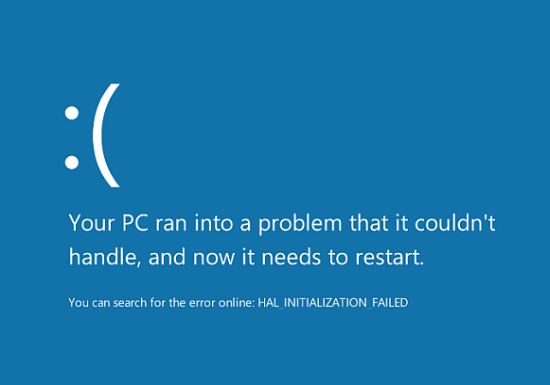 :(
Your PC ran into a problem that it couldn't
handle, and now it needs to restart.
You can search for the error online: HAL_INITIALIZATION_FAILED